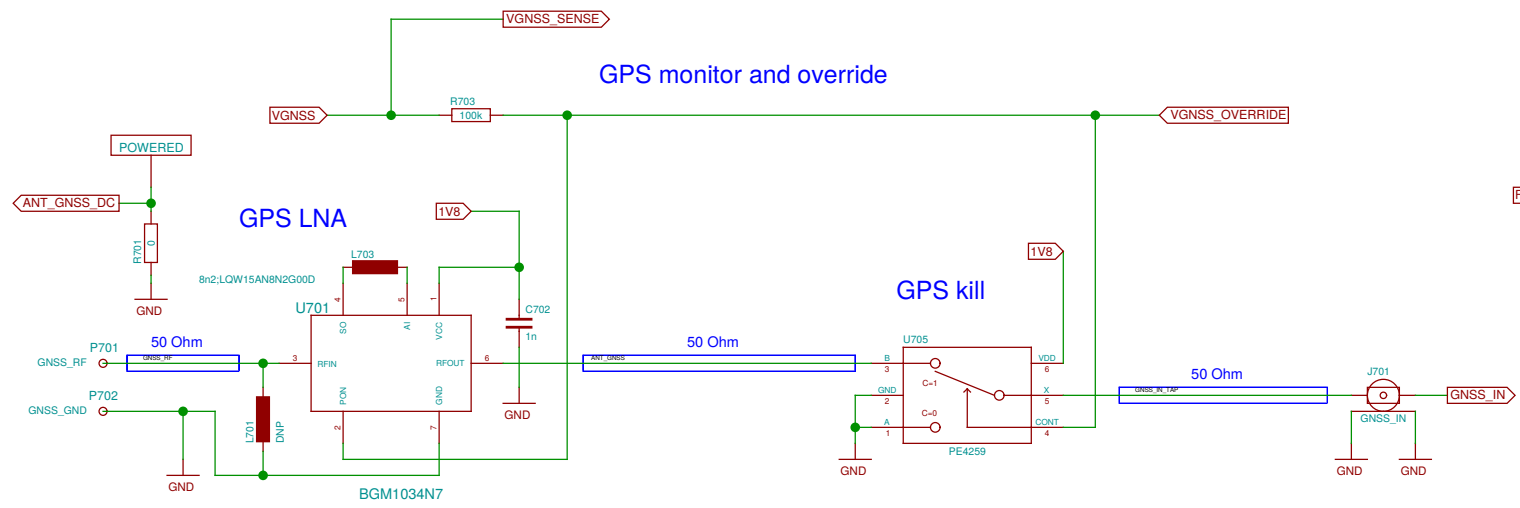 VGNSS_SENSE
GPS monitor and override
VGNSS
R703
100k
VGNSS_OVERRIDE
POWERED
ANT_GNSS_DC
R701
0
GND
GPS LNA
1V8
L703
8n2;LQW15AN8N2G00D
U701
4
5
1
SO
AI
VCC
C702
1n
GND
P701
GNSS_RF
50 Ohm
GNSS_RF
3
RFIN
RFOUT
6
PON
GND
2
7
P702
GNSS_GND
L701
DNP
GND
BGM1034N7
50 Ohm
ANT_GNSS
GPS kill
1V8
U705
B
3
C=1
VDD
6
GND
2
X
5
A
1
C=0
CONT
4
GND
PE4259
50 Ohm
GNSS_IN_TAP
J701
GNSS_IN
GNSS_IN
GND
GND